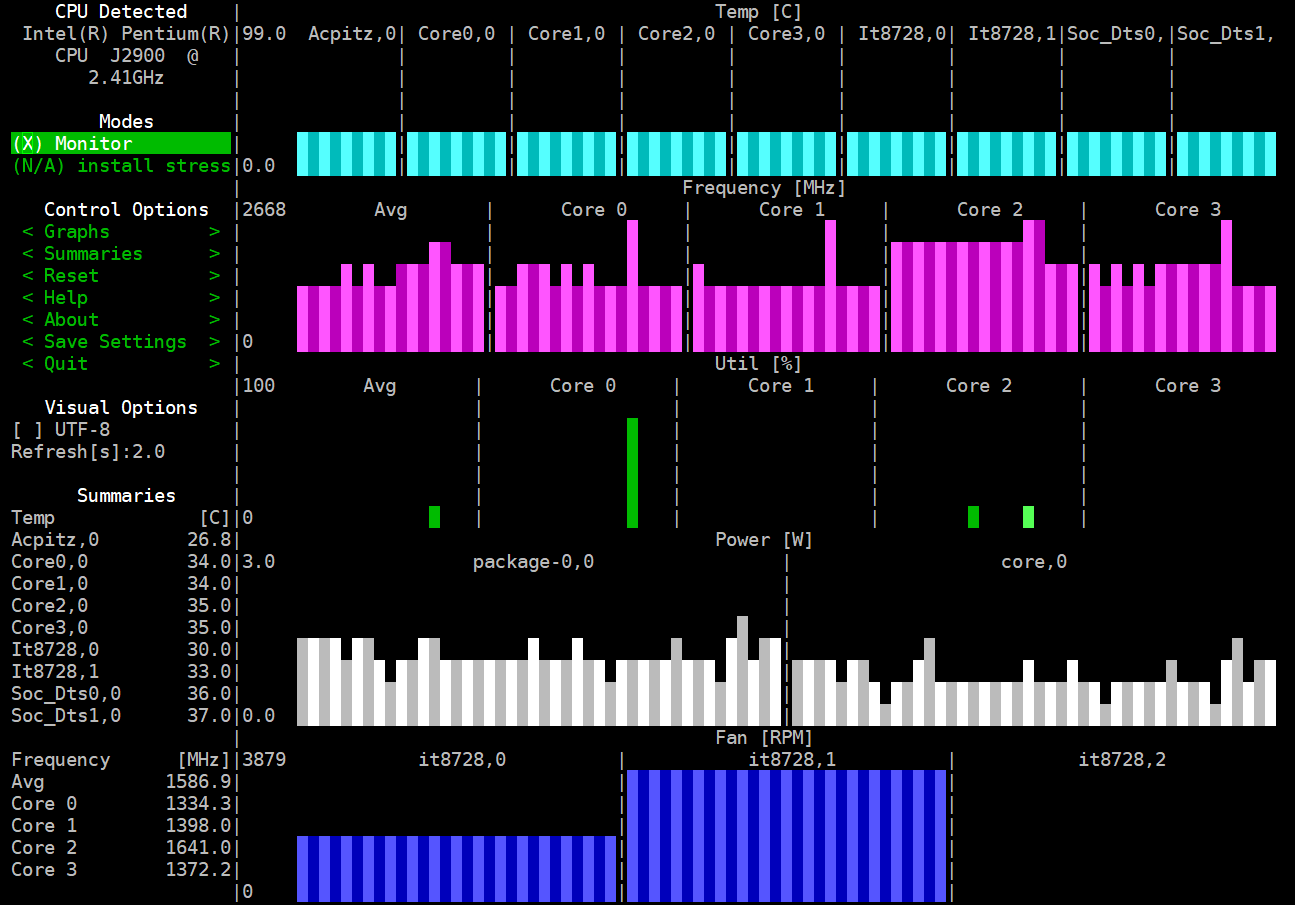 CPU Detected
Intel(R) Pentium(R)
CPU J2900 @
2.41GHz
Modes
(X) Monitor
(N/A) install stress
Control Options
< Graphs >
< Summaries >
< Reset >
< Help >
< About >
< Save Settings >
< Quit >
Visual Options
[ ] UTF-8
Refresh[s]:2.0
Summaries
Temp [C]
Acpitz,0 26.8
Core0,0 34.0
Core1,0 34.0
Core2,0 35.0
Core3,0 35.0
It8728,0 30.0
It8728,1 33.0
Soc_Dts0,0 36.0
Soc_Dts1,0 37.0
Frequency [MHz]
Avg 1586.9
Core 0 1334.3
Core 1 1398.0
Core 2 1641.0
Core 3 1372.2
Temp [C]
99.0 Acpitz,0| Core0,0 | Core1,0 | Core2,0 | Core3,0 | It8728,0| It8728,1|Soc_Dts0,|Soc_Dts1,
0.0
Frequency [MHz]
2668 Avg | Core 0 | Core 1 | Core 2 | Core 3
0
Util [%]
100 Avg | Core 0 | Core 1 | Core 2 | Core 3
0
Power [W]
3.0 package-0,0 | core,0
0.0
Fan [RPM]
3879 it8728,0 | it8728,1 | it8728,2
0